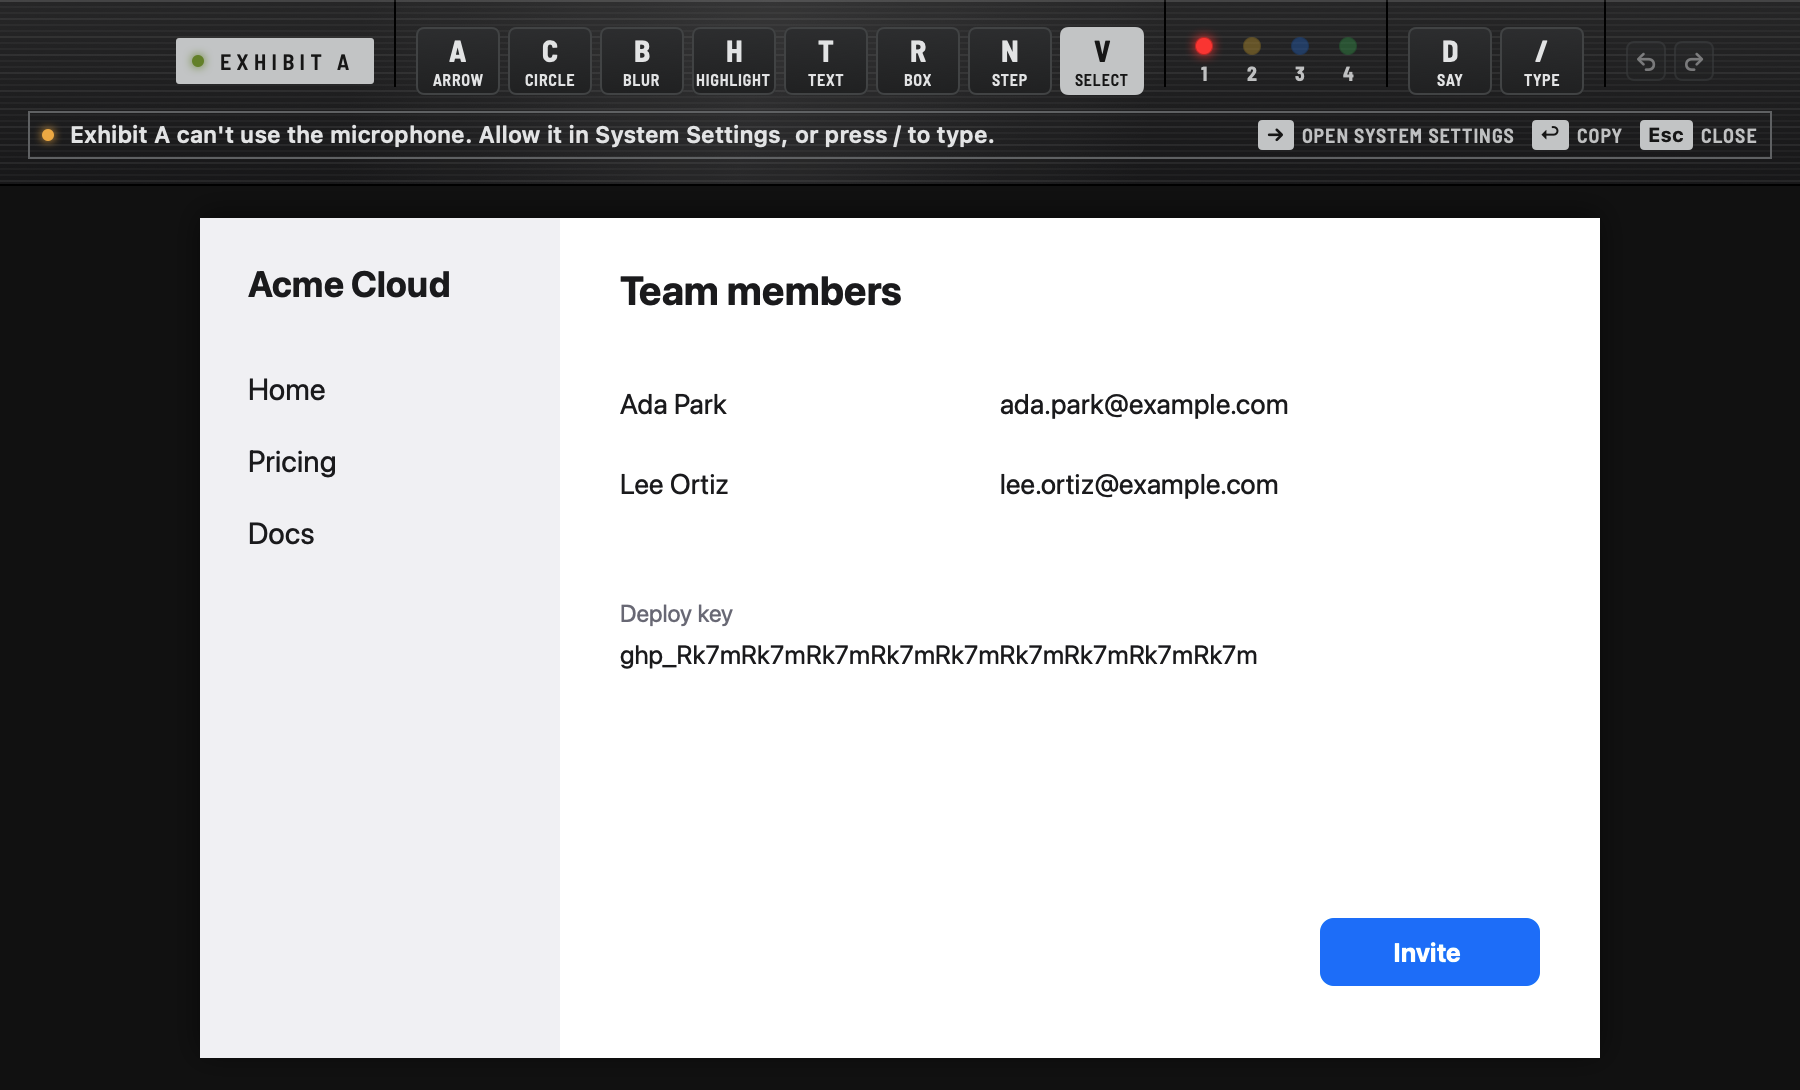 EXHIBIT A
A ARROW
C CIRCLE
B BLUR
H HIGHLIGHT
T TEXT
R BOX
N STEP
V SELECT
1 2 3 4
D SAY
/ TYPE
Exhibit A can't use the microphone. Allow it in System Settings, or press / to type.
→ OPEN SYSTEM SETTINGS ↩ COPY Esc CLOSE
Acme Cloud
Home
Pricing
Docs
Team members
Ada Park ada.park@example.com
Lee Ortiz lee.ortiz@example.com
Deploy key
ghp_Rk7mRk7mRk7mRk7mRk7mRk7mRk7mRk7mRk7m
Invite